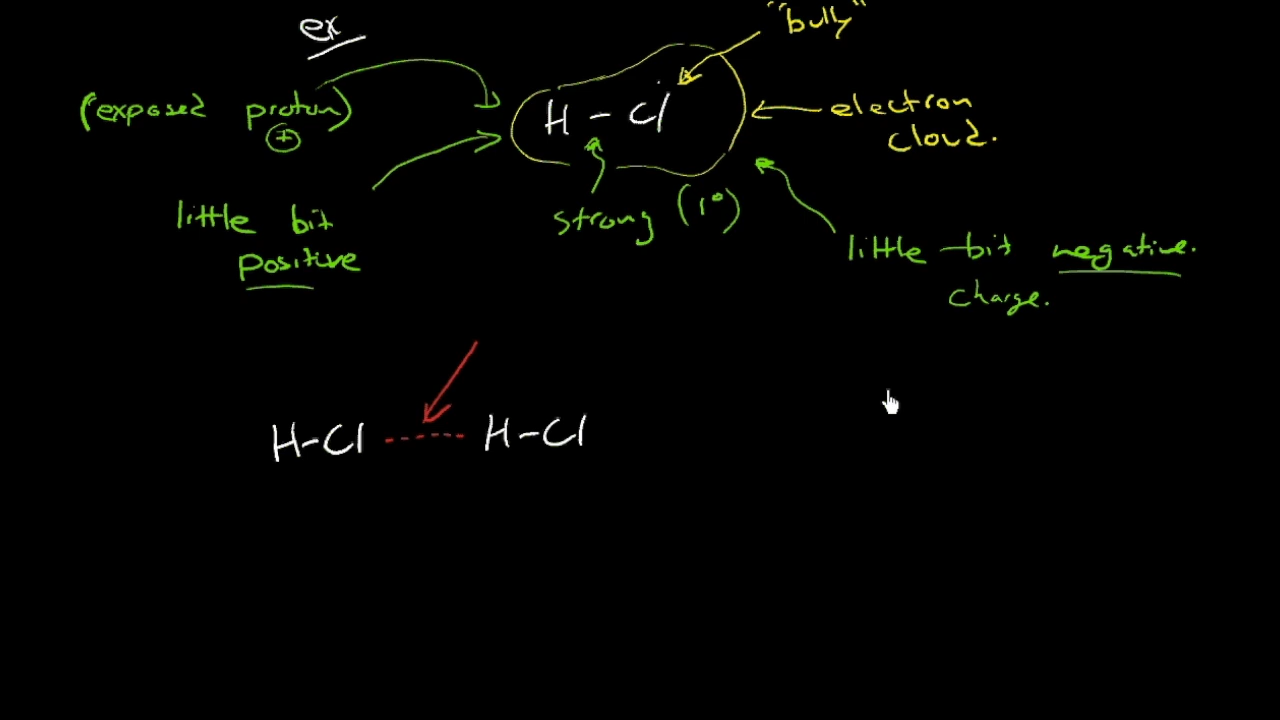 ex
"bully"
(exposed proton)
+
H - Cl
electron
cloud.
little bit
positive
strong (1°)
little bit negative.
charge.
H-Cl ------ H-Cl